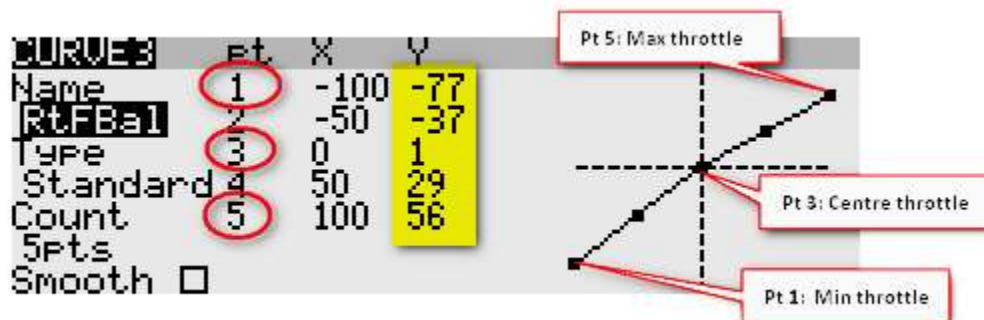 CURVE3 pt X Y
Name 1 -100 -77
RtFBal 2 -50 -37
Type 3 0 1
Standard 4 50 29
Count 5 100 56
5pts
Smooth
Pt 5: Max throttle
Pt 3: Centre throttle
Pt 1: Min throttle